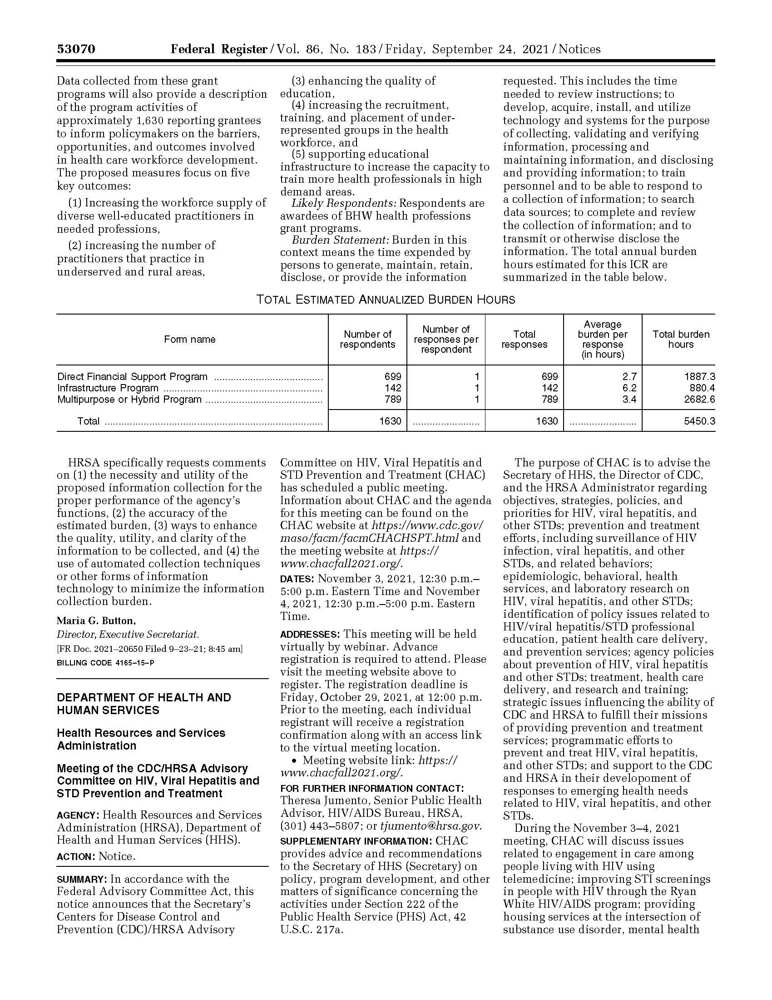 53070 Federal Register / Vol. 86, No. 183 / Friday, September 24, 2021 / Notices
Data collected from these grant
programs will also provide a description
of the program activities of
approximately 1,630 reporting grantees
to inform policymakers on the barriers,
opportunities, and outcomes involved
in health care workforce development.
The proposed measures focus on five
key outcomes:
(1) Increasing the workforce supply of
diverse well-educated practitioners in
needed professions,
(2) increasing the number of
practitioners that practice in
underserved and rural areas,
(3) enhancing the quality of
education,
(4) increasing the recruitment,
training, and placement of under-
represented groups in the health
workforce, and
(5) supporting educational
infrastructure to increase the capacity to
train more health professionals in high
demand areas.
Likely Respondents: Respondents are
awardees of BHW health professions
grant programs.
Burden Statement: Burden in this
context means the time expended by
persons to generate, maintain, retain,
disclose, or provide the information
requested. This includes the time
needed to review instructions; to
develop, acquire, install, and utilize
technology and systems for the purpose
of collecting, validating and verifying
information, processing and
maintaining information, and disclosing
and providing information; to train
personnel and to be able to respond to
a collection of information; to search
data sources; to complete and review
the collection of information; and to
transmit or otherwise disclose the
information. The total annual burden
hours estimated for this ICR are
summarized in the table below.
TOTAL ESTIMATED ANNUALIZED BURDEN HOURS
Form name
Number of
respondents
Number of
responses per
respondent
Total
responses
Average
burden per
response
(in hours)
Total burden
hours
Direct Financial Support Program ....................................... 699 1 699 2.7 1887.3
Infrastructure Program ......................................................... 142 1 142 6.2 880.4
Multipurpose or Hybrid Program .......................................... 789 1 789 3.4 2682.6
Total .............................................................................. 1630 ........................ 1630 ........................ 5450.3
HRSA specifically requests comments
on (1) the necessity and utility of the
proposed information collection for the
proper performance of the agency's
functions, (2) the accuracy of the
estimated burden, (3) ways to enhance
the quality, utility, and clarity of the
information to be collected, and (4) the
use of automated collection techniques
or other forms of information
technology to minimize the information
collection burden.
Maria G. Button,
Director, Executive Secretariat.
[FR Doc. 2021–20650 Filed 9–23–21; 8:45 am]
BILLING CODE 4165–15–P
DEPARTMENT OF HEALTH AND
HUMAN SERVICES
Health Resources and Services
Administration
Meeting of the CDC/HRSA Advisory
Committee on HIV, Viral Hepatitis and
STD Prevention and Treatment
AGENCY: Health Resources and Services
Administration (HRSA), Department of
Health and Human Services (HHS).
ACTION: Notice.
SUMMARY: In accordance with the
Federal Advisory Committee Act, this
notice announces that the Secretary's
Centers for Disease Control and
Prevention (CDC)/HRSA Advisory
Committee on HIV, Viral Hepatitis and
STD Prevention and Treatment (CHAC)
has scheduled a public meeting.
Information about CHAC and the agenda
for this meeting can be found on the
CHAC website at https://www.cdc.gov/
maso/facm/facmCHACHSPT.html and
the meeting website at https://
www.chacfall2021.org/.
DATES: November 3, 2021, 12:30 p.m.–
5:00 p.m. Eastern Time and November
4, 2021, 12:30 p.m.–5:00 p.m. Eastern
Time.
ADDRESSES: This meeting will be held
virtually by webinar. Advance
registration is required to attend. Please
visit the meeting website above to
register. The registration deadline is
Friday, October 29, 2021, at 12:00 p.m.
Prior to the meeting, each individual
registrant will receive a registration
confirmation along with an access link
to the virtual meeting location.
• Meeting website link: https://
www.chacfall2021.org/.
FOR FURTHER INFORMATION CONTACT:
Theresa Jumento, Senior Public Health
Advisor, HIV/AIDS Bureau, HRSA,
(301) 443–5807; or tjumento@hrsa.gov.
SUPPLEMENTARY INFORMATION: CHAC
provides advice and recommendations
to the Secretary of HHS (Secretary) on
policy, program development, and other
matters of significance concerning the
activities under Section 222 of the
Public Health Service (PHS) Act, 42
U.S.C. 217a.
The purpose of CHAC is to advise the
Secretary of HHS, the Director of CDC,
and the HRSA Administrator regarding
objectives, strategies, policies, and
priorities for HIV, viral hepatitis, and
other STDs; prevention and treatment
efforts, including surveillance of HIV
infection, viral hepatitis, and other
STDs, and related behaviors;
epidemiologic, behavioral, health
services, and laboratory research on
HIV, viral hepatitis, and other STDs;
identification of policy issues related to
HIV/viral hepatitis/STD professional
education, patient health care delivery,
and prevention services; agency policies
about prevention of HIV, viral hepatitis
and other STDs; treatment, health care
delivery, and research and training;
strategic issues influencing the ability of
CDC and HRSA to fulfill their missions
of providing prevention and treatment
services; programmatic efforts to
prevent and treat HIV, viral hepatitis,
and other STDs; and support to the CDC
and HRSA in their developoment of
responses to emerging health needs
related to HIV, viral hepatitis, and other
STDs.
During the November 3–4, 2021
meeting, CHAC will discuss issues
related to engagement in care among
people living with HIV using
telemedicine; improving STI screenings
in people with HIV through the Ryan
White HIV/AIDS program; providing
housing services at the intersection of
substance use disorder, mental health